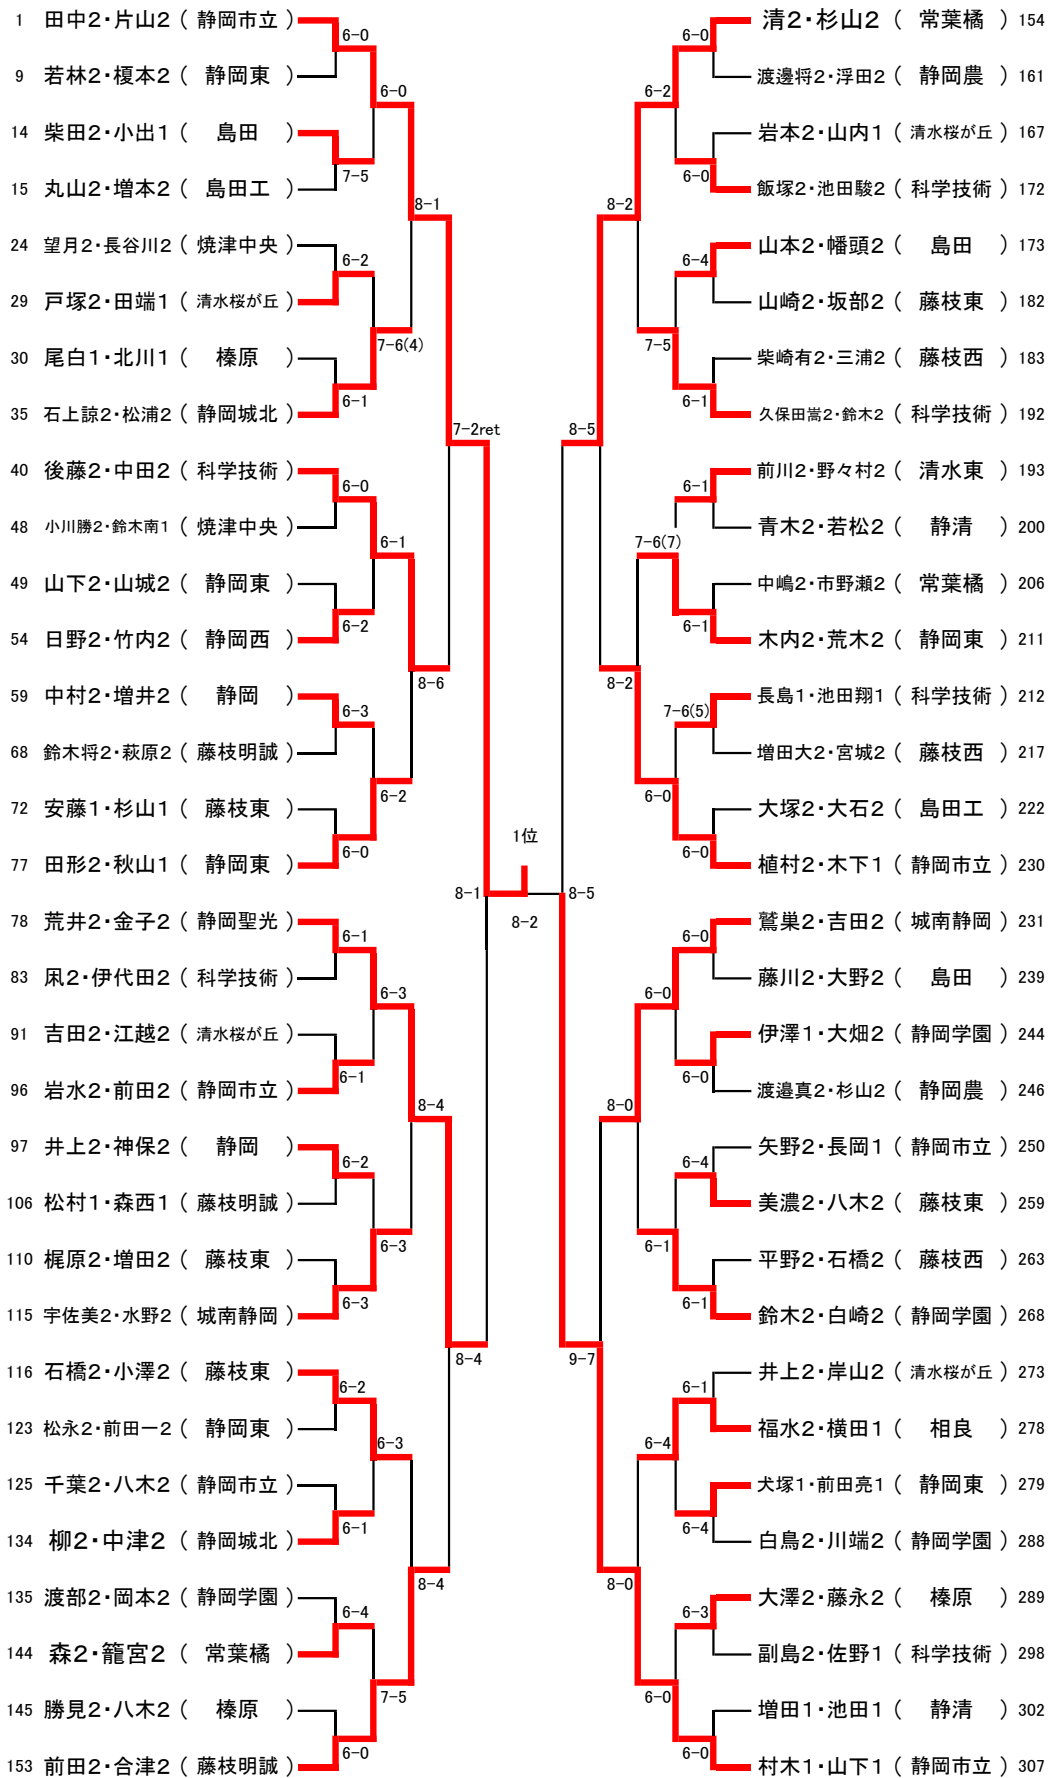 1 田中2・片山2 ( 静岡市立 )
9 若林2・榎本2 ( 静岡東 )
14 柴田2・小出1 ( 島田 )
15 丸山2・増本2 ( 島田工 )
24 望月2・長谷川2 ( 焼津中央 )
29 戸塚2・田端1 ( 清水桜が丘 )
30 尾白1・北川1 ( 榛原 )
35 石上諒2・松浦2 ( 静岡城北 )
40 後藤2・中田2 ( 科学技術 )
48 小川勝2・鈴木南1 ( 焼津中央 )
49 山下2・山城2 ( 静岡東 )
54 日野2・竹内2 ( 静岡西 )
59 中村2・増井2 ( 静岡 )
68 鈴木将2・萩原2 ( 藤枝明誠 )
72 安藤1・杉山1 ( 藤枝東 )
77 田形2・秋山1 ( 静岡東 )
78 荒井2・金子2 ( 静岡聖光 )
83 凩2・伊代田2 ( 科学技術 )
91 吉田2・江越2 ( 清水桜が丘 )
96 岩水2・前田2 ( 静岡市立 )
97 井上2・神保2 ( 静岡 )
106 松村1・森西1 ( 藤枝明誠 )
110 梶原2・増田2 ( 藤枝東 )
115 宇佐美2・水野2 ( 城南静岡 )
116 石橋2・小澤2 ( 藤枝東 )
123 松永2・前田一2 ( 静岡東 )
125 千葉2・八木2 ( 静岡市立 )
134 柳2・中津2 ( 静岡城北 )
135 渡部2・岡本2 ( 静岡学園 )
144 森2・籠宮2 ( 常葉橘 )
145 勝見2・八木2 ( 榛原 )
153 前田2・合津2 ( 藤枝明誠 )
6-0
7-5
6-2
6-1
6-0
6-2
6-3
6-0
6-1
6-1
6-2
6-3
6-2
6-1
6-4
6-0
6-0
7-6(4)
6-1
6-2
6-3
6-3
6-3
7-5
8-1
8-6
8-4
8-4
7-2ret
8-4
8-1
1位
8-2
8-5
8-5
9-7
8-2
8-2
8-0
8-0
6-2
7-5
7-6(7)
6-0
6-0
6-1
6-4
6-0
6-0
6-0
6-4
6-1
6-1
6-1
7-6(5)
6-0
6-0
6-0
6-4
6-1
6-1
6-4
6-3
6-0
清2・杉山2 ( 常葉橘 ) 154
渡邊将2・浮田2 ( 静岡農 ) 161
岩本2・山内1 ( 清水桜が丘 ) 167
飯塚2・池田駿2 ( 科学技術 ) 172
山本2・幡頭2 ( 島田 ) 173
山崎2・坂部2 ( 藤枝東 ) 182
柴崎有2・三浦2 ( 藤枝西 ) 183
久保田嵩2・鈴木2 ( 科学技術 ) 192
前川2・野々村2 ( 清水東 ) 193
青木2・若松2 ( 静清 ) 200
中嶋2・市野瀬2 ( 常葉橘 ) 206
木内2・荒木2 ( 静岡東 ) 211
長島1・池田翔1 ( 科学技術 ) 212
増田大2・宮城2 ( 藤枝西 ) 217
大塚2・大石2 ( 島田工 ) 222
植村2・木下1 ( 静岡市立 ) 230
鷲巣2・吉田2 ( 城南静岡 ) 231
藤川2・大野2 ( 島田 ) 239
伊澤1・大畑2 ( 静岡学園 ) 244
渡邉真2・杉山2 ( 静岡農 ) 246
矢野2・長岡1 ( 静岡市立 ) 250
美濃2・八木2 ( 藤枝東 ) 259
平野2・石橋2 ( 藤枝西 ) 263
鈴木2・白崎2 ( 静岡学園 ) 268
井上2・岸山2 ( 清水桜が丘 ) 273
福水2・横田1 ( 相良 ) 278
犬塚1・前田亮1 ( 静岡東 ) 279
白鳥2・川端2 ( 静岡学園 ) 288
大澤2・藤永2 ( 榛原 ) 289
副島2・佐野1 ( 科学技術 ) 298
増田1・池田1 ( 静清 ) 302
村木1・山下1 ( 静岡市立 ) 307